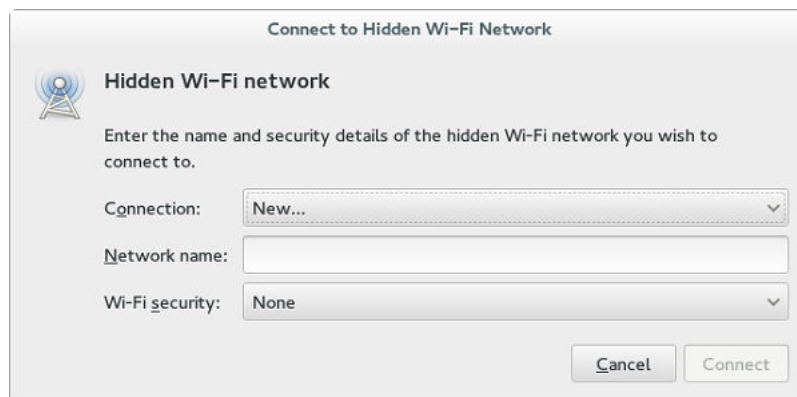 Connect to Hidden Wi-Fi Network
Hidden Wi-Fi network
Enter the name and security details of the hidden Wi-Fi network you wish to
connect to.
Connection: New...
Network name:
Wi-Fi security: None
Cancel Connect